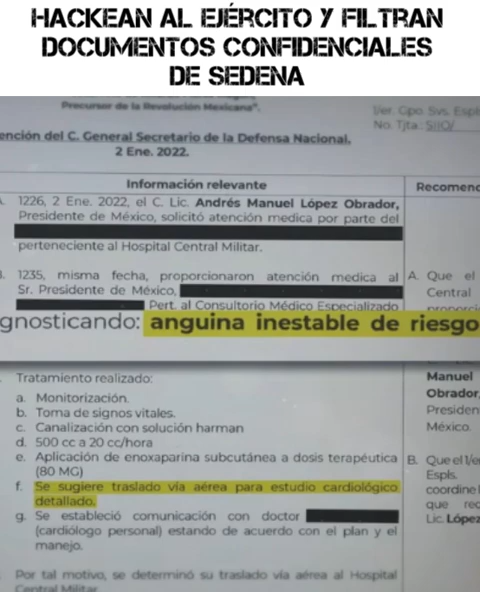 HACKEAN AL EJÉRCITO Y FILTRAN
DOCUMENTOS CONFIDENCIALES
DE SEDENA
Precursor de la Revolución Mexicana".
1/er. Gpo. Svs. Espls
No. Tjta: SIIO/
ención del C. General Secretario de la Defensa Nacional.
2 Ene. 2022.
Información relevante
Recomend
1226, 2 Ene. 2022, el C. Lic. Andrés Manuel López Obrador,
Presidente de México, solicitó atención medica por parte del
perteneciente al Hospital Central Militar.
1235, misma fecha, proporcionaron atención medica al
Sr. Presidente de México,
Pert. al Consultorio Médico Especializado
A. Que el
Central
gnosticando: anguina inestable de riesgo
Tratamiento realizado:
a. Monitorización.
b. Toma de signos vitales.
c. Canalización con solución harman
d. 500 cc a 20 cc/hora
e. Aplicación de enoxaparina subcutánea a dosis terapéutica
(80 MG)
f. Se sugiere traslado vía aérea para estudio cardiológico
detallado.
g. Se estableció comunicación con doctor
(cardiólogo personal) estando de acuerdo con el plan y el
manejo.
Por tal motivo, se determinó su traslado vía aérea al Hospital
Central Militar
Manuel
Obrador,
Presiden
México.
B. Que el 1/er
Espls.
coordine l
que req
Lic. López